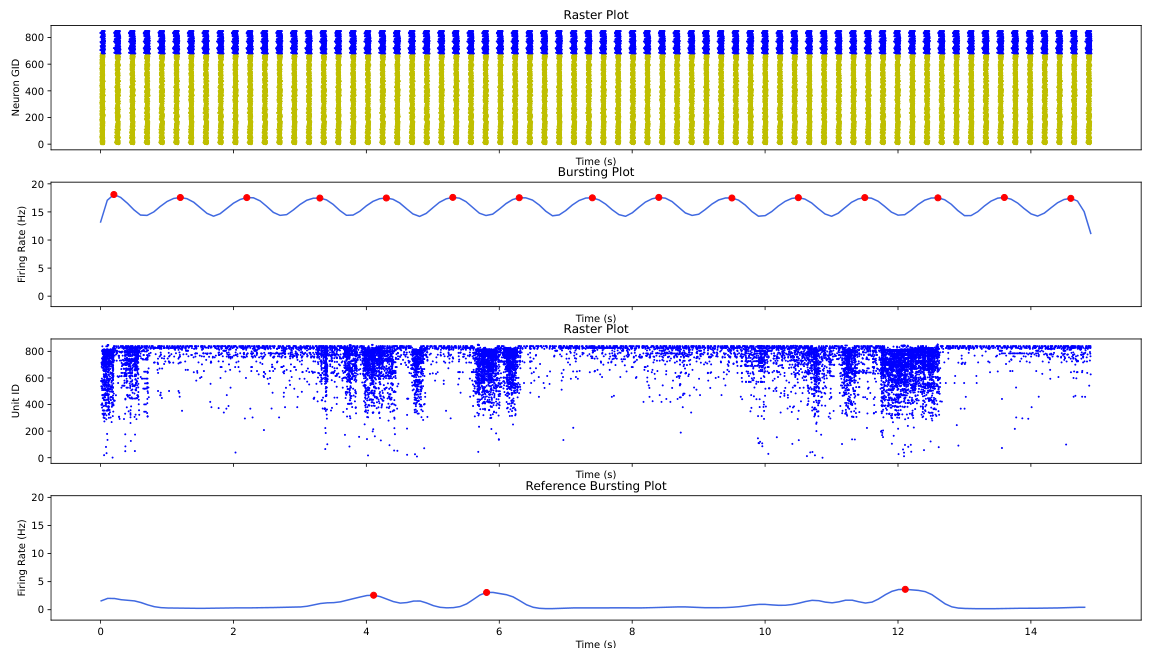 Raster Plot
800
600
400
200
0
Neuron GID
Time (s)
Bursting Plot
20
15
10
5
0
Firing Rate (Hz)
Time (s)
Raster Plot
800
600
400
200
0
Unit ID
Time (s)
Reference Bursting Plot
20
15
10
5
0
Firing Rate (Hz)
0 2 4 6 8 10 12 14
Time (s)